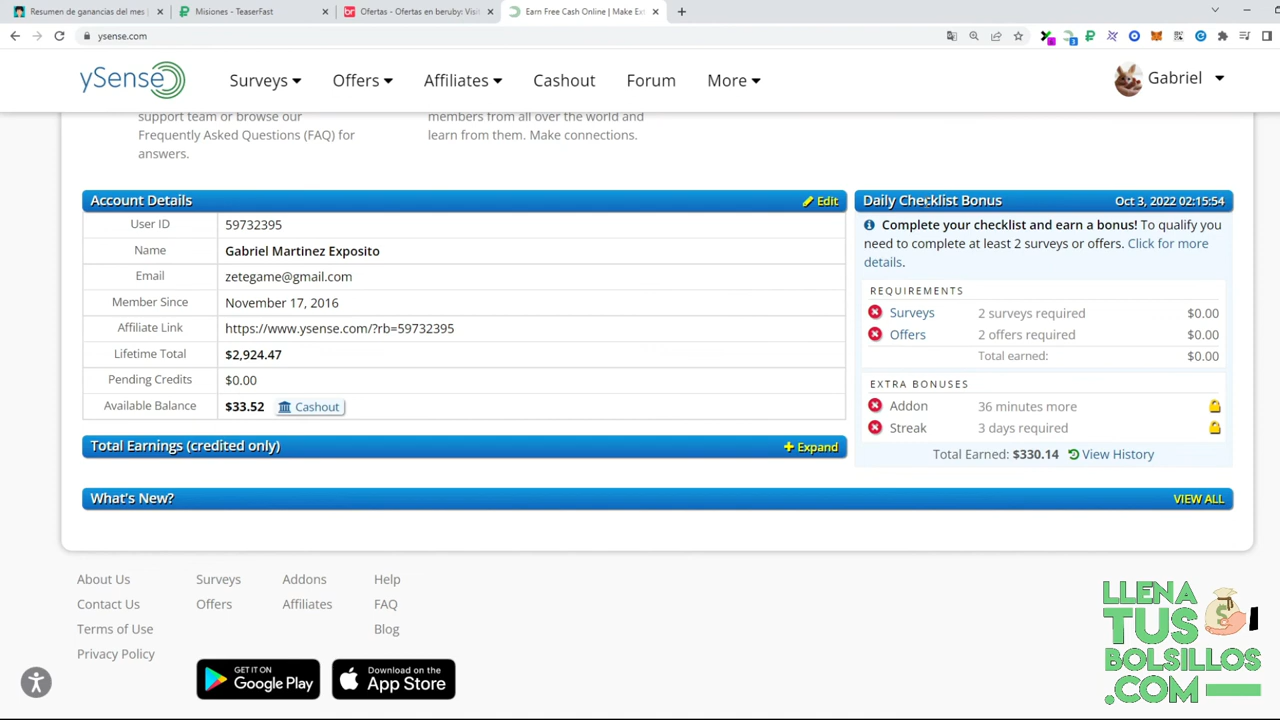 Resumen de ganancias del mes
Misiones - TeaserFast
Ofertas - Ofertas en beruby: Visit
Earn Free Cash Online | Make Ex
ysense.com
ySense
Surveys
Offers
Affiliates
Cashout
Forum
More
Gabriel
support team or browse our
Frequently Asked Questions (FAQ) for
answers.
members from all over the world and
learn from them. Make connections.
Account Details
Edit
User ID 59732395
Name Gabriel Martinez Exposito
Email zetegame@gmail.com
Member Since November 17, 2016
Affiliate Link https://www.ysense.com/?rb=59732395
Lifetime Total $2,924.47
Pending Credits $0.00
Available Balance $33.52 Cashout
Total Earnings (credited only) Expand
Daily Checklist Bonus Oct 3, 2022 02:15:54
Complete your checklist and earn a bonus! To qualify you
need to complete at least 2 surveys or offers. Click for more
details.
REQUIREMENTS
Surveys 2 surveys required $0.00
Offers 2 offers required $0.00
Total earned: $0.00
EXTRA BONUSES
Addon 36 minutes more
Streak 3 days required
Total Earned: $330.14 View History
What's New? VIEW ALL
About Us
Contact Us
Terms of Use
Privacy Policy
Surveys
Offers
Addons
Affiliates
Help
FAQ
Blog
GET IT ON
Google Play
Download on the
App Store
LLENA
TUS
BOLSILLOS
.COM